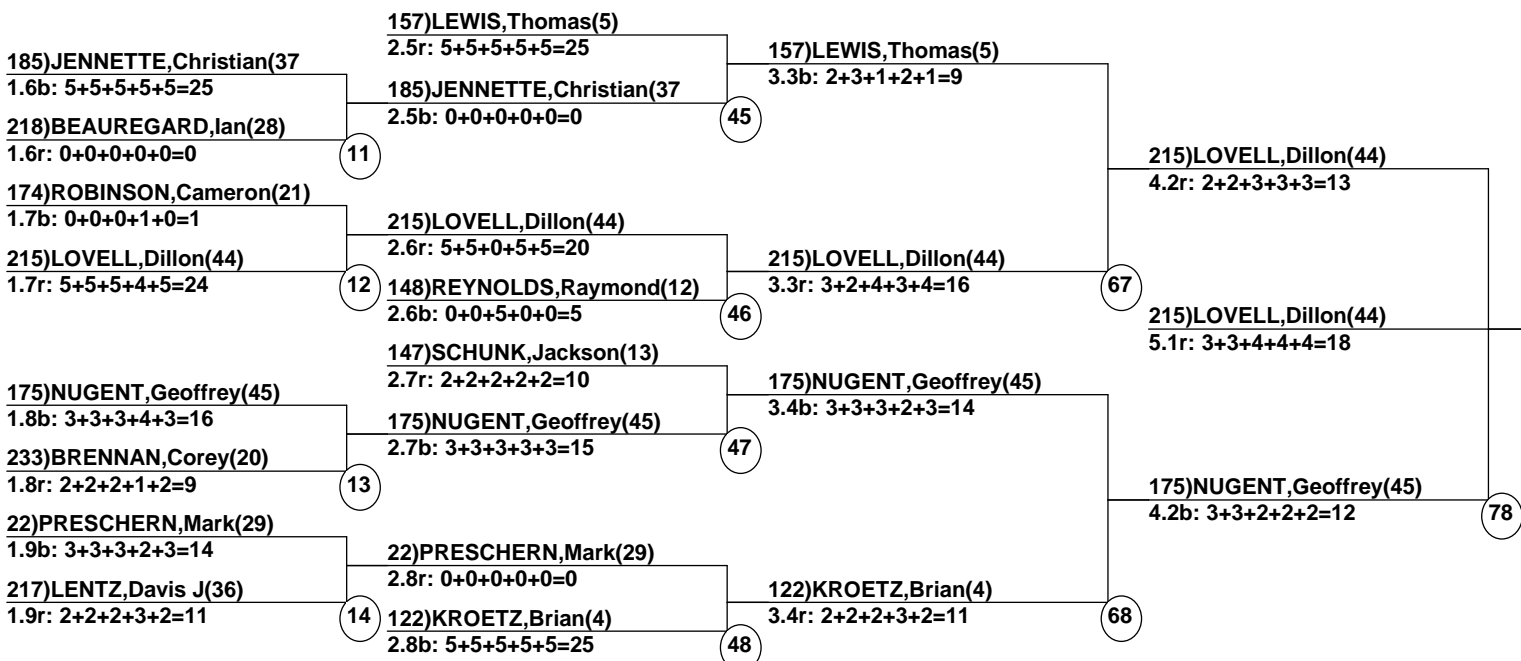 185)JENNETTE,Christian(37
1.6b: 5+5+5+5+5=25
218)BEAUREGARD,Ian(28)
1.6r: 0+0+0+0+0=0
11
174)ROBINSON,Cameron(21)
1.7b: 0+0+0+1+0=1
215)LOVELL,Dillon(44)
1.7r: 5+5+5+4+5=24
12
175)NUGENT,Geoffrey(45)
1.8b: 3+3+3+4+3=16
233)BRENNAN,Corey(20)
1.8r: 2+2+2+1+2=9
13
22)PRESCHERN,Mark(29)
1.9b: 3+3+3+2+3=14
217)LENTZ,Davis J(36)
1.9r: 2+2+2+3+2=11
14
157)LEWIS,Thomas(5)
2.5r: 5+5+5+5+5=25
185)JENNETTE,Christian(37
2.5b: 0+0+0+0+0=0
45
215)LOVELL,Dillon(44)
2.6r: 5+5+0+5+5=20
148)REYNOLDS,Raymond(12)
2.6b: 0+0+5+0+0=5
46
147)SCHUNK,Jackson(13)
2.7r: 2+2+2+2+2=10
175)NUGENT,Geoffrey(45)
2.7b: 3+3+3+3+3=15
47
22)PRESCHERN,Mark(29)
2.8r: 0+0+0+0+0=0
122)KROETZ,Brian(4)
2.8b: 5+5+5+5+5=25
48
157)LEWIS,Thomas(5)
3.3b: 2+3+1+2+1=9
215)LOVELL,Dillon(44)
3.3r: 3+2+4+3+4=16
67
175)NUGENT,Geoffrey(45)
3.4b: 3+3+3+2+3=14
122)KROETZ,Brian(4)
3.4r: 2+2+2+3+2=11
68
215)LOVELL,Dillon(44)
4.2r: 2+2+3+3+3=13
175)NUGENT,Geoffrey(45)
4.2b: 3+3+2+2+2=12
78
215)LOVELL,Dillon(44)
5.1r: 3+3+4+4+4=18